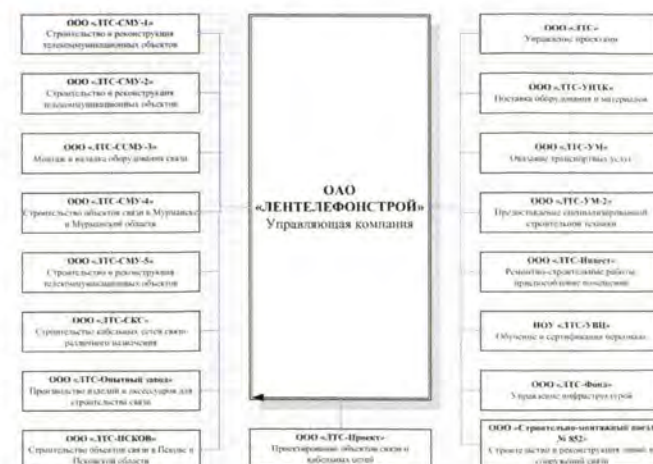 ООО «ЛТС-СМУ-1»
Строительство и реконструкция
телекоммуникационных объектов
ООО «ЛТС-СМУ-2»
Строительство и реконструкция
телекоммуникационных объектов
ООО «ЛТС-ССМУ-3»
Монтаж и наладка оборудования связи
ООО «ЛТС-СМУ-4»
Строительство объектов связи в Мурманске
и Мурманской области
ООО «ЛТС-СМУ-5»
Строительство и реконструкция
телекоммуникационных объектов
ООО «ЛТС-СКС»
Строительство кабельных сетей связи
различного назначения
ООО «ЛТС-Опытный завод»
Производство изделий и аксессуаров для
строительства связи
ООО «ЛТС-ПСКОВ»
Строительство объектов связи в Пскове и
Псковской области
ОАО
«ЛЕНТЕЛЕФОНСТРОЙ»
Управляющая компания
ООО «ЛТС-Проект»
Проектирование объектов связи и
кабельных сетей
ООО «ЛТС»
Управление проектами
ООО «ЛТС-УПТК»
Поставка оборудования и материалов
ООО «ЛТС-УМ»
Оказание транспортных услуг
ООО «ЛТС-УМ-2»
Предоставление специализированной
строительной техники
ООО «ЛТС-Инвест»
Ремонтно-строительные работы,
приспособление помещений
НОУ «ЛТС-УВЦ»
Обучение и сертификация персонала
ООО «ЛТС-Фонд»
Управление инфраструктурой
ООО «Строительно-монтажный поезд
№ 852»
Строительство и реконструкция линий и
сооружений связи